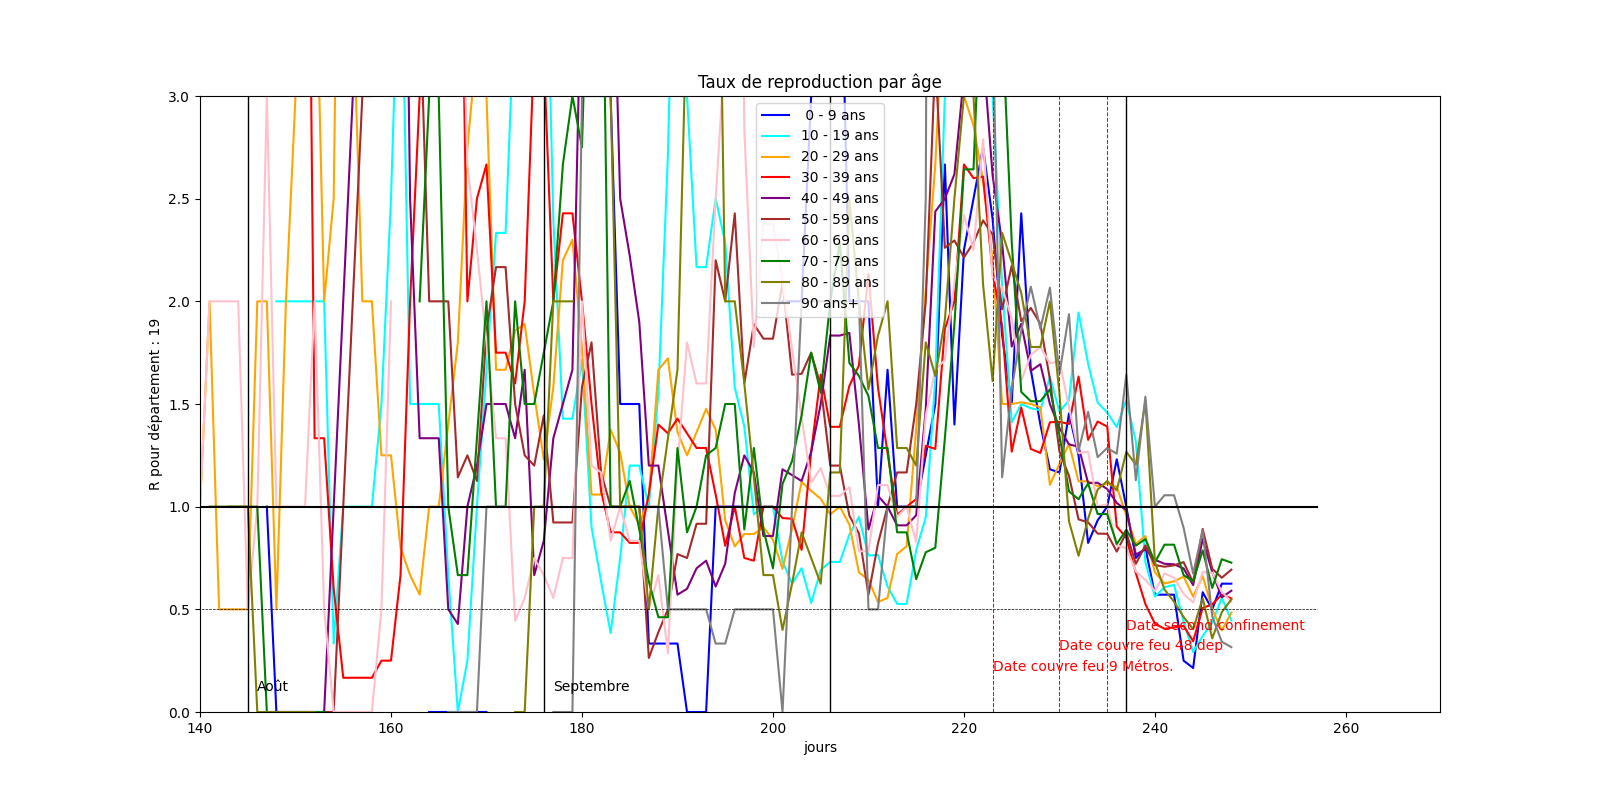 Taux de reproduction par âge
R pour département : 19
3.0
2.5
2.0
1.5
1.0
0.5
0.0
0 - 9 ans
10 - 19 ans
20 - 29 ans
30 - 39 ans
40 - 49 ans
50 - 59 ans
60 - 69 ans
70 - 79 ans
80 - 89 ans
90 ans+
Date second confinement
Date couvre feu 48 dep
Date couvre feu 9 Métros.
Août
Septembre
140
160
180
200
220
240
260
jours